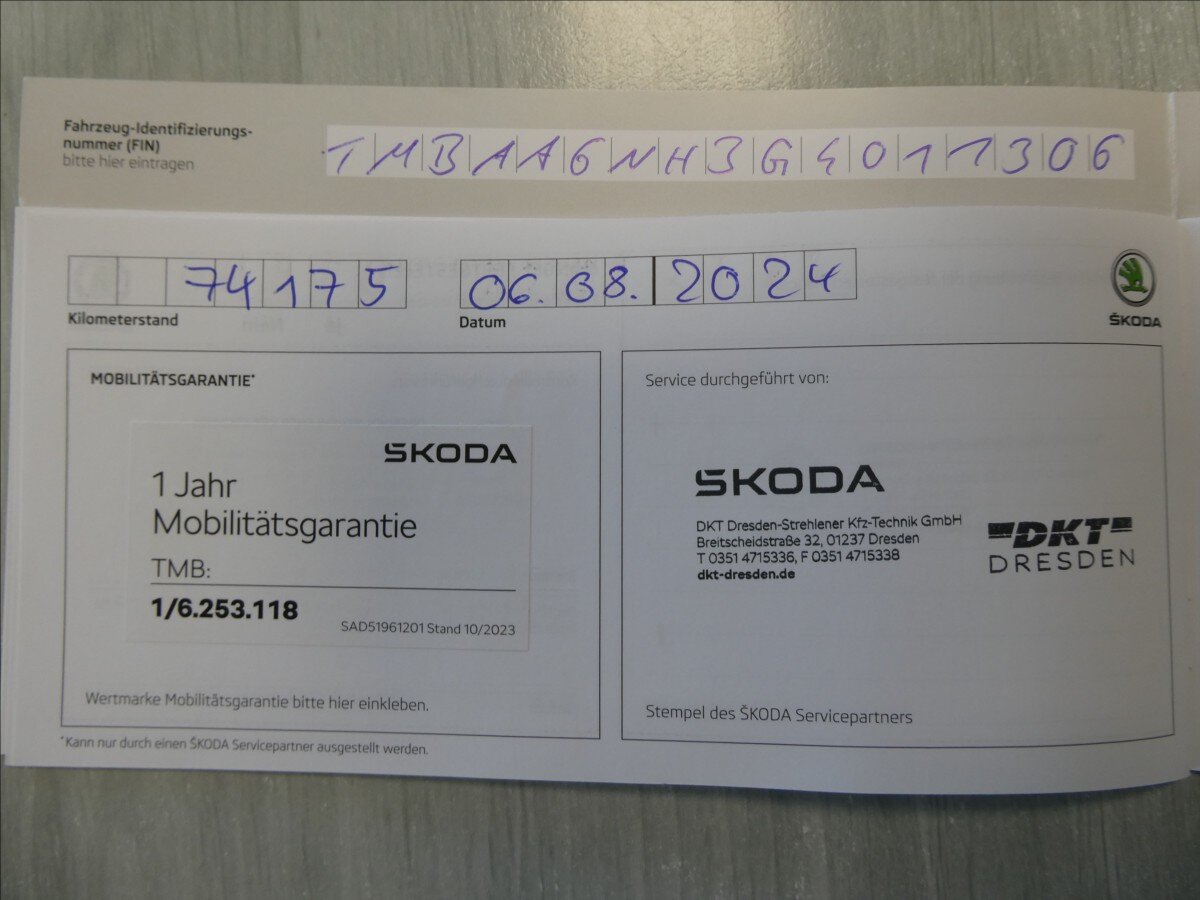 Fahrzeug-Identifizierungs-
nummer (FIN)
bitte hier eintragen
TMBAA6NH3G4011306
74175
06.08.2024
Kilometerstand
Datum
ŠKODA
MOBILITÄTSGARANTIE*
ŠKODA
1 Jahr
Mobilitätsgarantie
TMB:
1/6.253.118
SAD51961201 Stand 10/2023
Wertmarke Mobilitätsgarantie bitte hier einkleben.
*Kann nur durch einen ŠKODA Servicepartner ausgestellt werden.
Service durchgeführt von:
ŠKODA
DKT Dresden-Strehlener Kfz-Technik GmbH
Breitscheidstraße 32, 01237 Dresden
T 0351 4715336, F 0351 4715338
dkt-dresden.de
DKT
DRESDEN
Stempel des ŠKODA Servicepartners